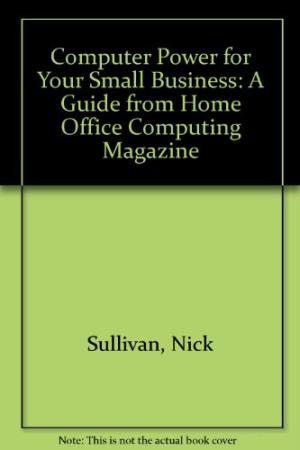 Computer Power for
Your Small Business: A
Guide from Home
Office Computing
Magazine
Sullivan, Nick
Note: This is not the actual book cover